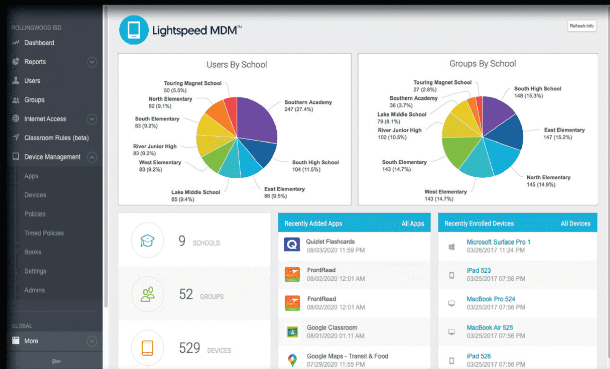 ROLLINGWOOD ISD
Dashboard
Reports
Users
Groups
Internet Access
Classroom Rules (beta)
Device Management
Apps
Devices
Policies
Timed Policies
Books
Settings
Admins
GLOBAL
More
Lightspeed MDM™
Refresh Info
Users By School
Touring Magnet School
50 (5.5%)
North Elementary
82 (9.1%)
South Elementary
83 (9.2%)
River Junior High
83 (9.2%)
West Elementary
83 (9.2%)
Lake Middle School
85 (9.4%)
East Elementary
86 (9.5%)
South High School
104 (11.5%)
Southern Academy
247 (27.4%)
Groups By School
Touring Magnet School
27 (2.8%)
Southern Academy
36 (3.7%)
Lake Middle School
79 (8.1%)
River Junior High
102 (10.5%)
South Elementary
143 (14.7%)
West Elementary
143 (14.7%)
North Elementary
145 (14.9%)
East Elementary
147 (15.2%)
South High School
148 (15.3%)
9 SCHOOLS
52 GROUPS
529 DEVICES
Recently Added Apps All Apps
Quizlet Flashcards
08/03/2020 11:59 PM
FrontRead
08/02/2020 12:01 AM
FrontRead
08/02/2020 12:01 AM
Google Classroom
08/01/2020 01:11 AM
Google Maps - Transit & Food
07/29/2020 11:55 PM
Recently Enrolled Devices All Devices
Microsoft Surface Pro 1
03/26/2017 11:24 PM
iPad 523
03/25/2017 07:56 PM
MacBook Pro 524
03/25/2017 07:56 PM
MacBook Air 525
03/25/2017 07:56 PM
iPad 526
03/25/2017 07:56 PM